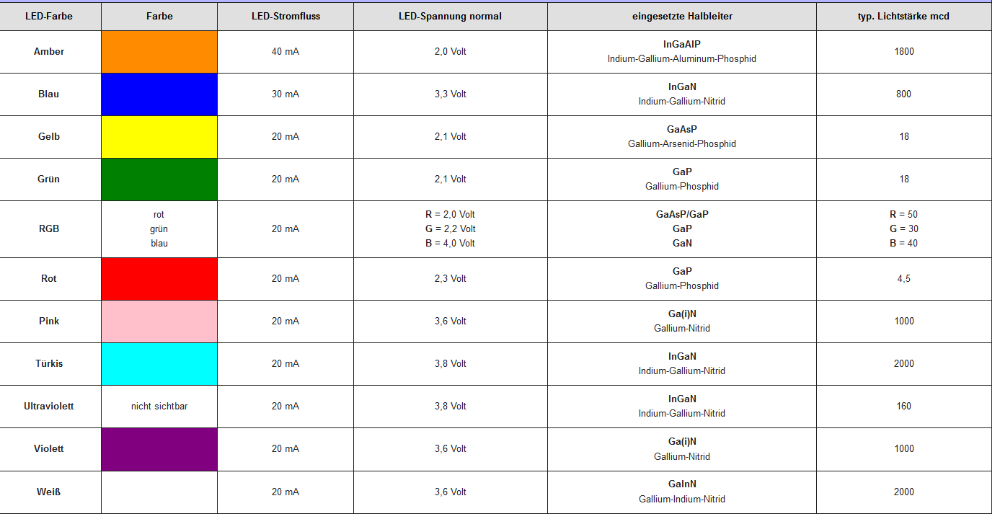 LED-Farbe Farbe LED-Stromfluss LED-Spannung normal eingesetzte Halbleiter typ. Lichtstärke mcd
Amber 40 mA 2,0 Volt InGaAlP 1800
Indium-Gallium-Aluminum-Phosphid
Blau 30 mA 3,3 Volt InGaN 800
Indium-Gallium-Nitrid
Gelb 20 mA 2,1 Volt GaAsP 18
Gallium-Arsenid-Phosphid
Grün 20 mA 2,1 Volt GaP 18
Gallium-Phosphid
rot R = 2,0 Volt GaAsP/GaP R = 50
RGB grün 20 mA G = 2,2 Volt GaP G = 30
blau B = 4,0 Volt GaN B = 40
Rot 20 mA 2,3 Volt GaP 4,5
Gallium-Phosphid
Pink 20 mA 3,6 Volt Ga(i)N 1000
Gallium-Nitrid
Türkis 20 mA 3,8 Volt InGaN 2000
Indium-Gallium-Nitrid
Ultraviolett nicht sichtbar 20 mA 3,8 Volt InGaN 160
Indium-Gallium-Nitrid
Violett 20 mA 3,6 Volt Ga(i)N 1000
Gallium-Nitrid
Weiß 20 mA 3,6 Volt GaInN 2000
Gallium-Indium-Nitrid